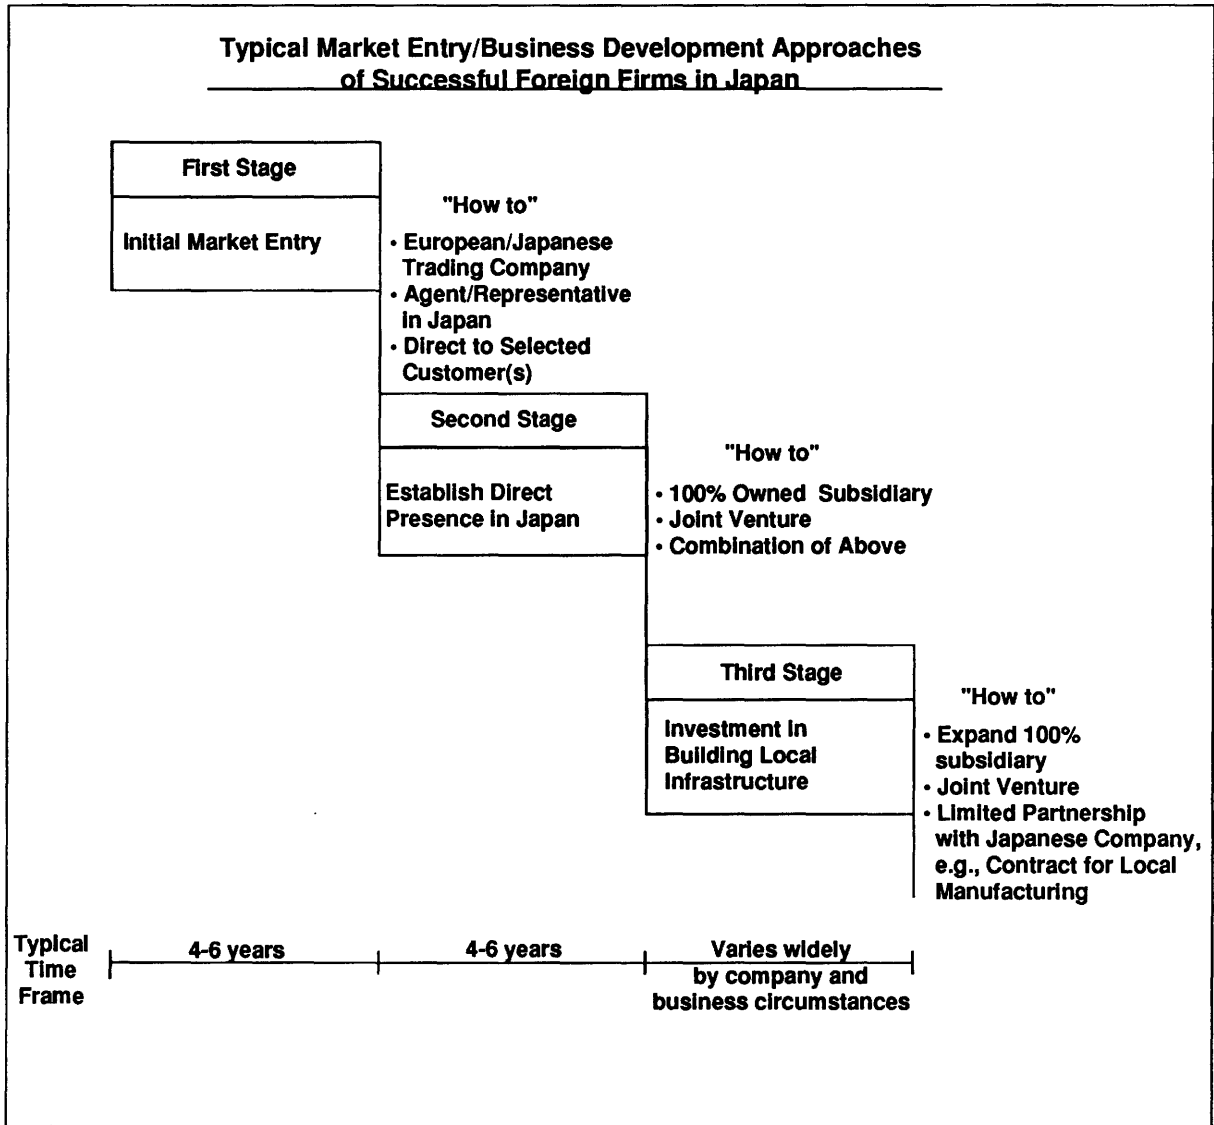 Typical Market Entry/Business Development Approaches
of Successful Foreign Firms in Japan
First Stage
Initial Market Entry
"How to"
• European/Japanese
Trading Company
• Agent/Representative
in Japan
• Direct to Selected
Customer(s)
Second Stage
Establish Direct
Presence in Japan
"How to"
• 100% Owned Subsidiary
• Joint Venture
• Combination of Above
Third Stage
Investment in
Building Local
Infrastructure
"How to"
• Expand 100%
subsidiary
• Joint Venture
• Limited Partnership
with Japanese Company,
e.g., Contract for Local
Manufacturing
Typical
Time
Frame
4-6 years
4-6 years
Varies widely
by company and
business circumstances